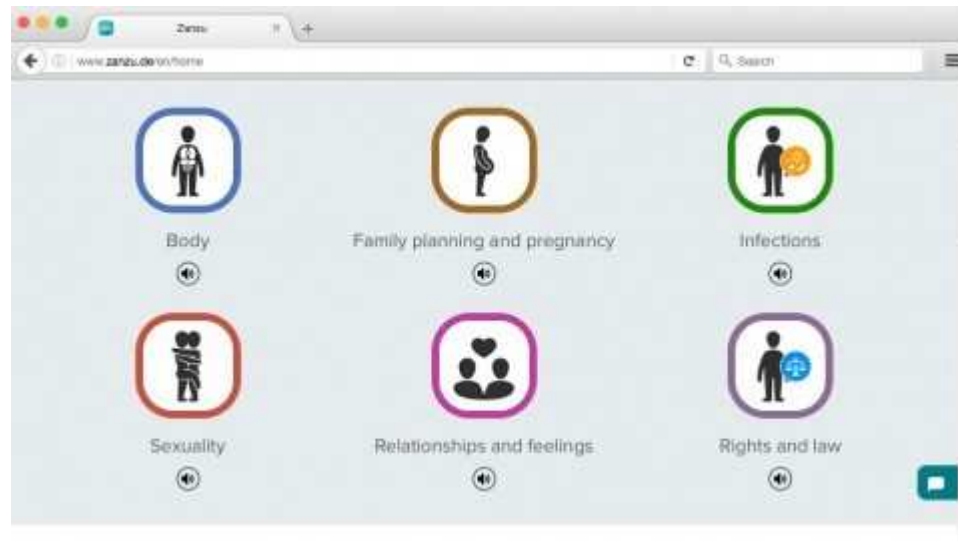 Zanzu
www.zanzu.de/en/home
Search
Body
Family planning and pregnancy
Infections
Sexuality
Relationships and feelings
Rights and law